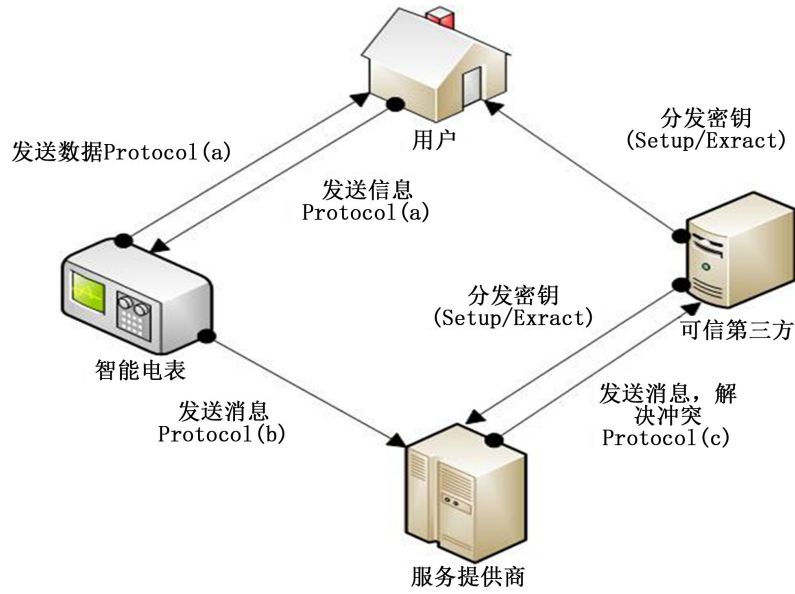 用户
分发密钥
(Setup/Exract)
发送数据Protocol(a)
发送信息
Protocol(a)
分发密钥
(Setup/Exract)
可信第三方
智能电表
发送消息
Protocol(b)
发送消息，解
决冲突
Protocol(c)
服务提供商